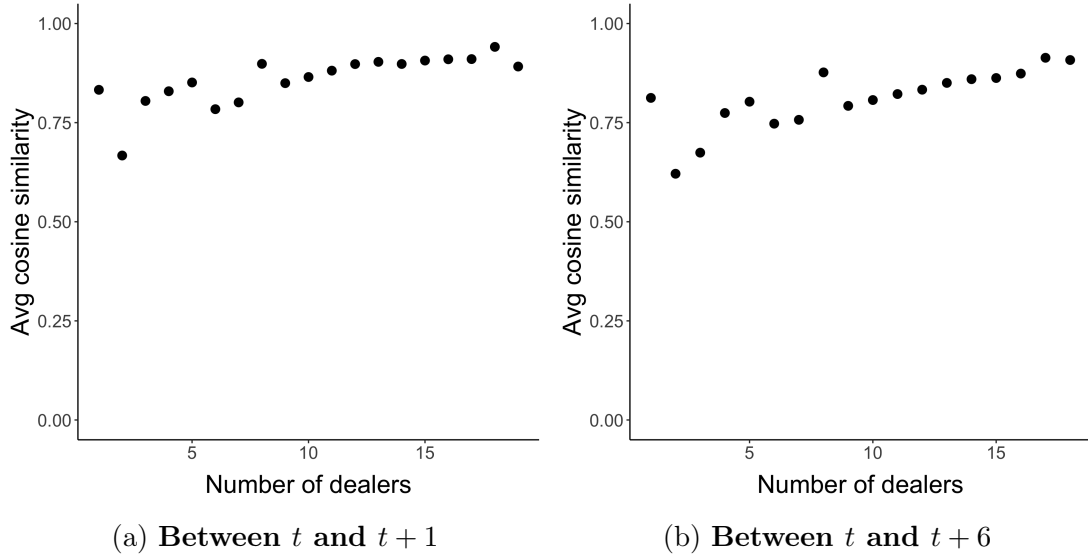 Avg cosine similarity
1.00
0.75
0.50
0.25
0.00
5 10 15
Number of dealers
(a) Between t and t + 1
Avg cosine similarity
1.00
0.75
0.50
0.25
0.00
5 10 15
Number of dealers
(b) Between t and t + 6